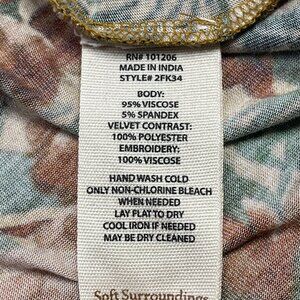 RN# 101206
MADE IN INDIA
STYLE# 2FK34
BODY:
95% VISCOSE
5% SPANDEX
VELVET CONTRAST:
100% POLYESTER
EMBROIDERY:
100% VISCOSE
HAND WASH COLD
ONLY NON-CHLORINE BLEACH
WHEN NEEDED
LAY FLAT TO DRY
COOL IRON IF NEEDED
MAY BE DRY CLEANED
Soft Surroundings